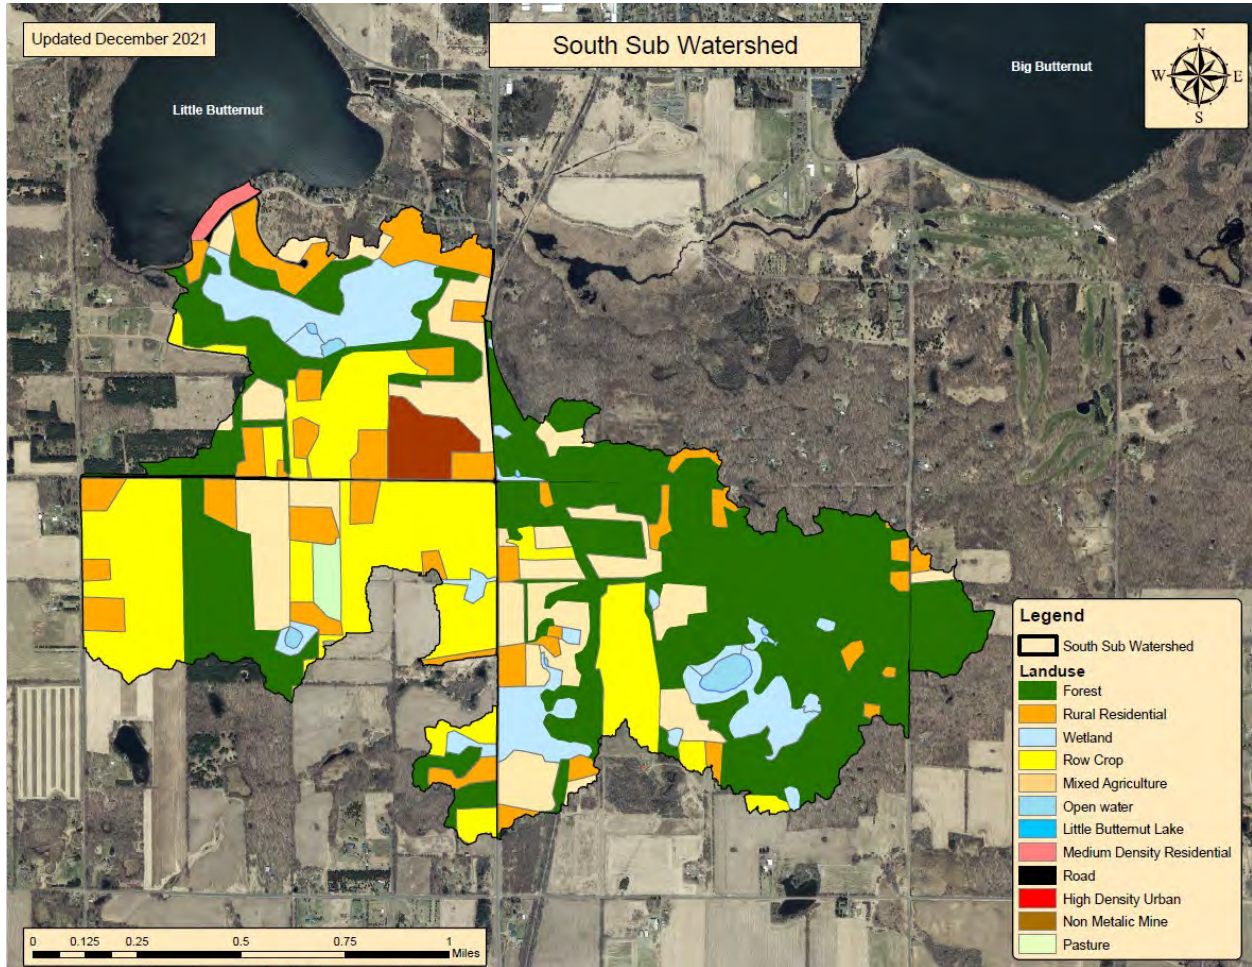 Updated December 2021
South Sub Watershed
Little Butternut
Big Butternut
N
W E
S
Legend
South Sub Watershed
Landuse
Forest
Rural Residential
Wetland
Row Crop
Mixed Agriculture
Open water
Little Butternut Lake
Medium Density Residential
Road
High Density Urban
Non Metalic Mine
Pasture
0 0.125 0.25 0.5 0.75 1
Miles